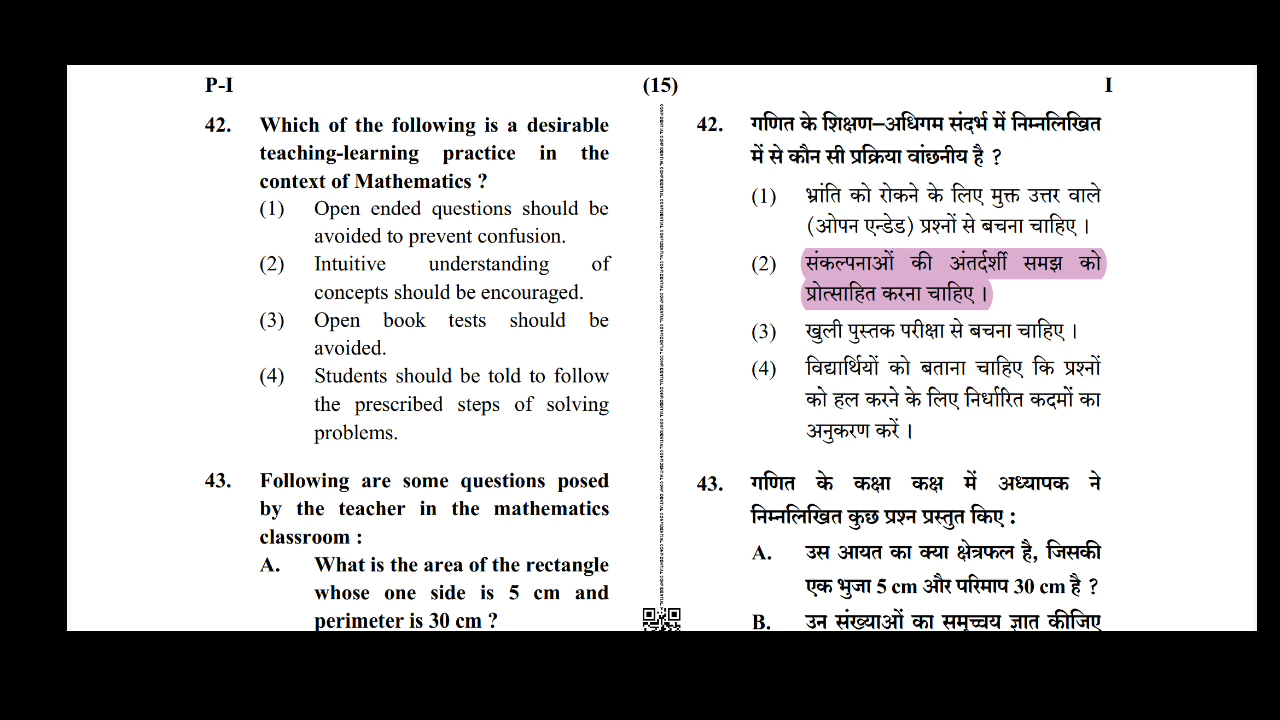 P-I
(15)
I
42. Which of the following is a desirable
teaching-learning practice in the
context of Mathematics ?
(1) Open ended questions should be
avoided to prevent confusion.
(2) Intuitive understanding of
concepts should be encouraged.
(3) Open book tests should be
avoided.
(4) Students should be told to follow
the prescribed steps of solving
problems.
43. Following are some questions posed
by the teacher in the mathematics
classroom :
A. What is the area of the rectangle
whose one side is 5 cm and
perimeter is 30 cm ?
42. गणित के शिक्षण–अधिगम संदर्भ में निम्नलिखित
में से कौन सी प्रक्रिया वांछनीय है ?
(1) भ्रांति को रोकने के लिए मुक्त उत्तर वाले
(ओपन एन्डेड) प्रश्नों से बचना चाहिए ।
(2) संकल्पनाओं की अंतर्दर्शी समझ को
प्रोत्साहित करना चाहिए ।
(3) खुली पुस्तक परीक्षा से बचना चाहिए ।
(4) विद्यार्थियों को बताना चाहिए कि प्रश्नों
को हल करने के लिए निर्धारित कदमों का
अनुकरण करें ।
43. गणित के कक्षा कक्ष में अध्यापक ने
निम्नलिखित कुछ प्रश्न प्रस्तुत किए :
A. उस आयत का क्या क्षेत्रफल है, जिसकी
एक भुजा 5 cm और परिमाप 30 cm है ?
B. उन संख्याओं का समुच्चय ज्ञात कीजिए